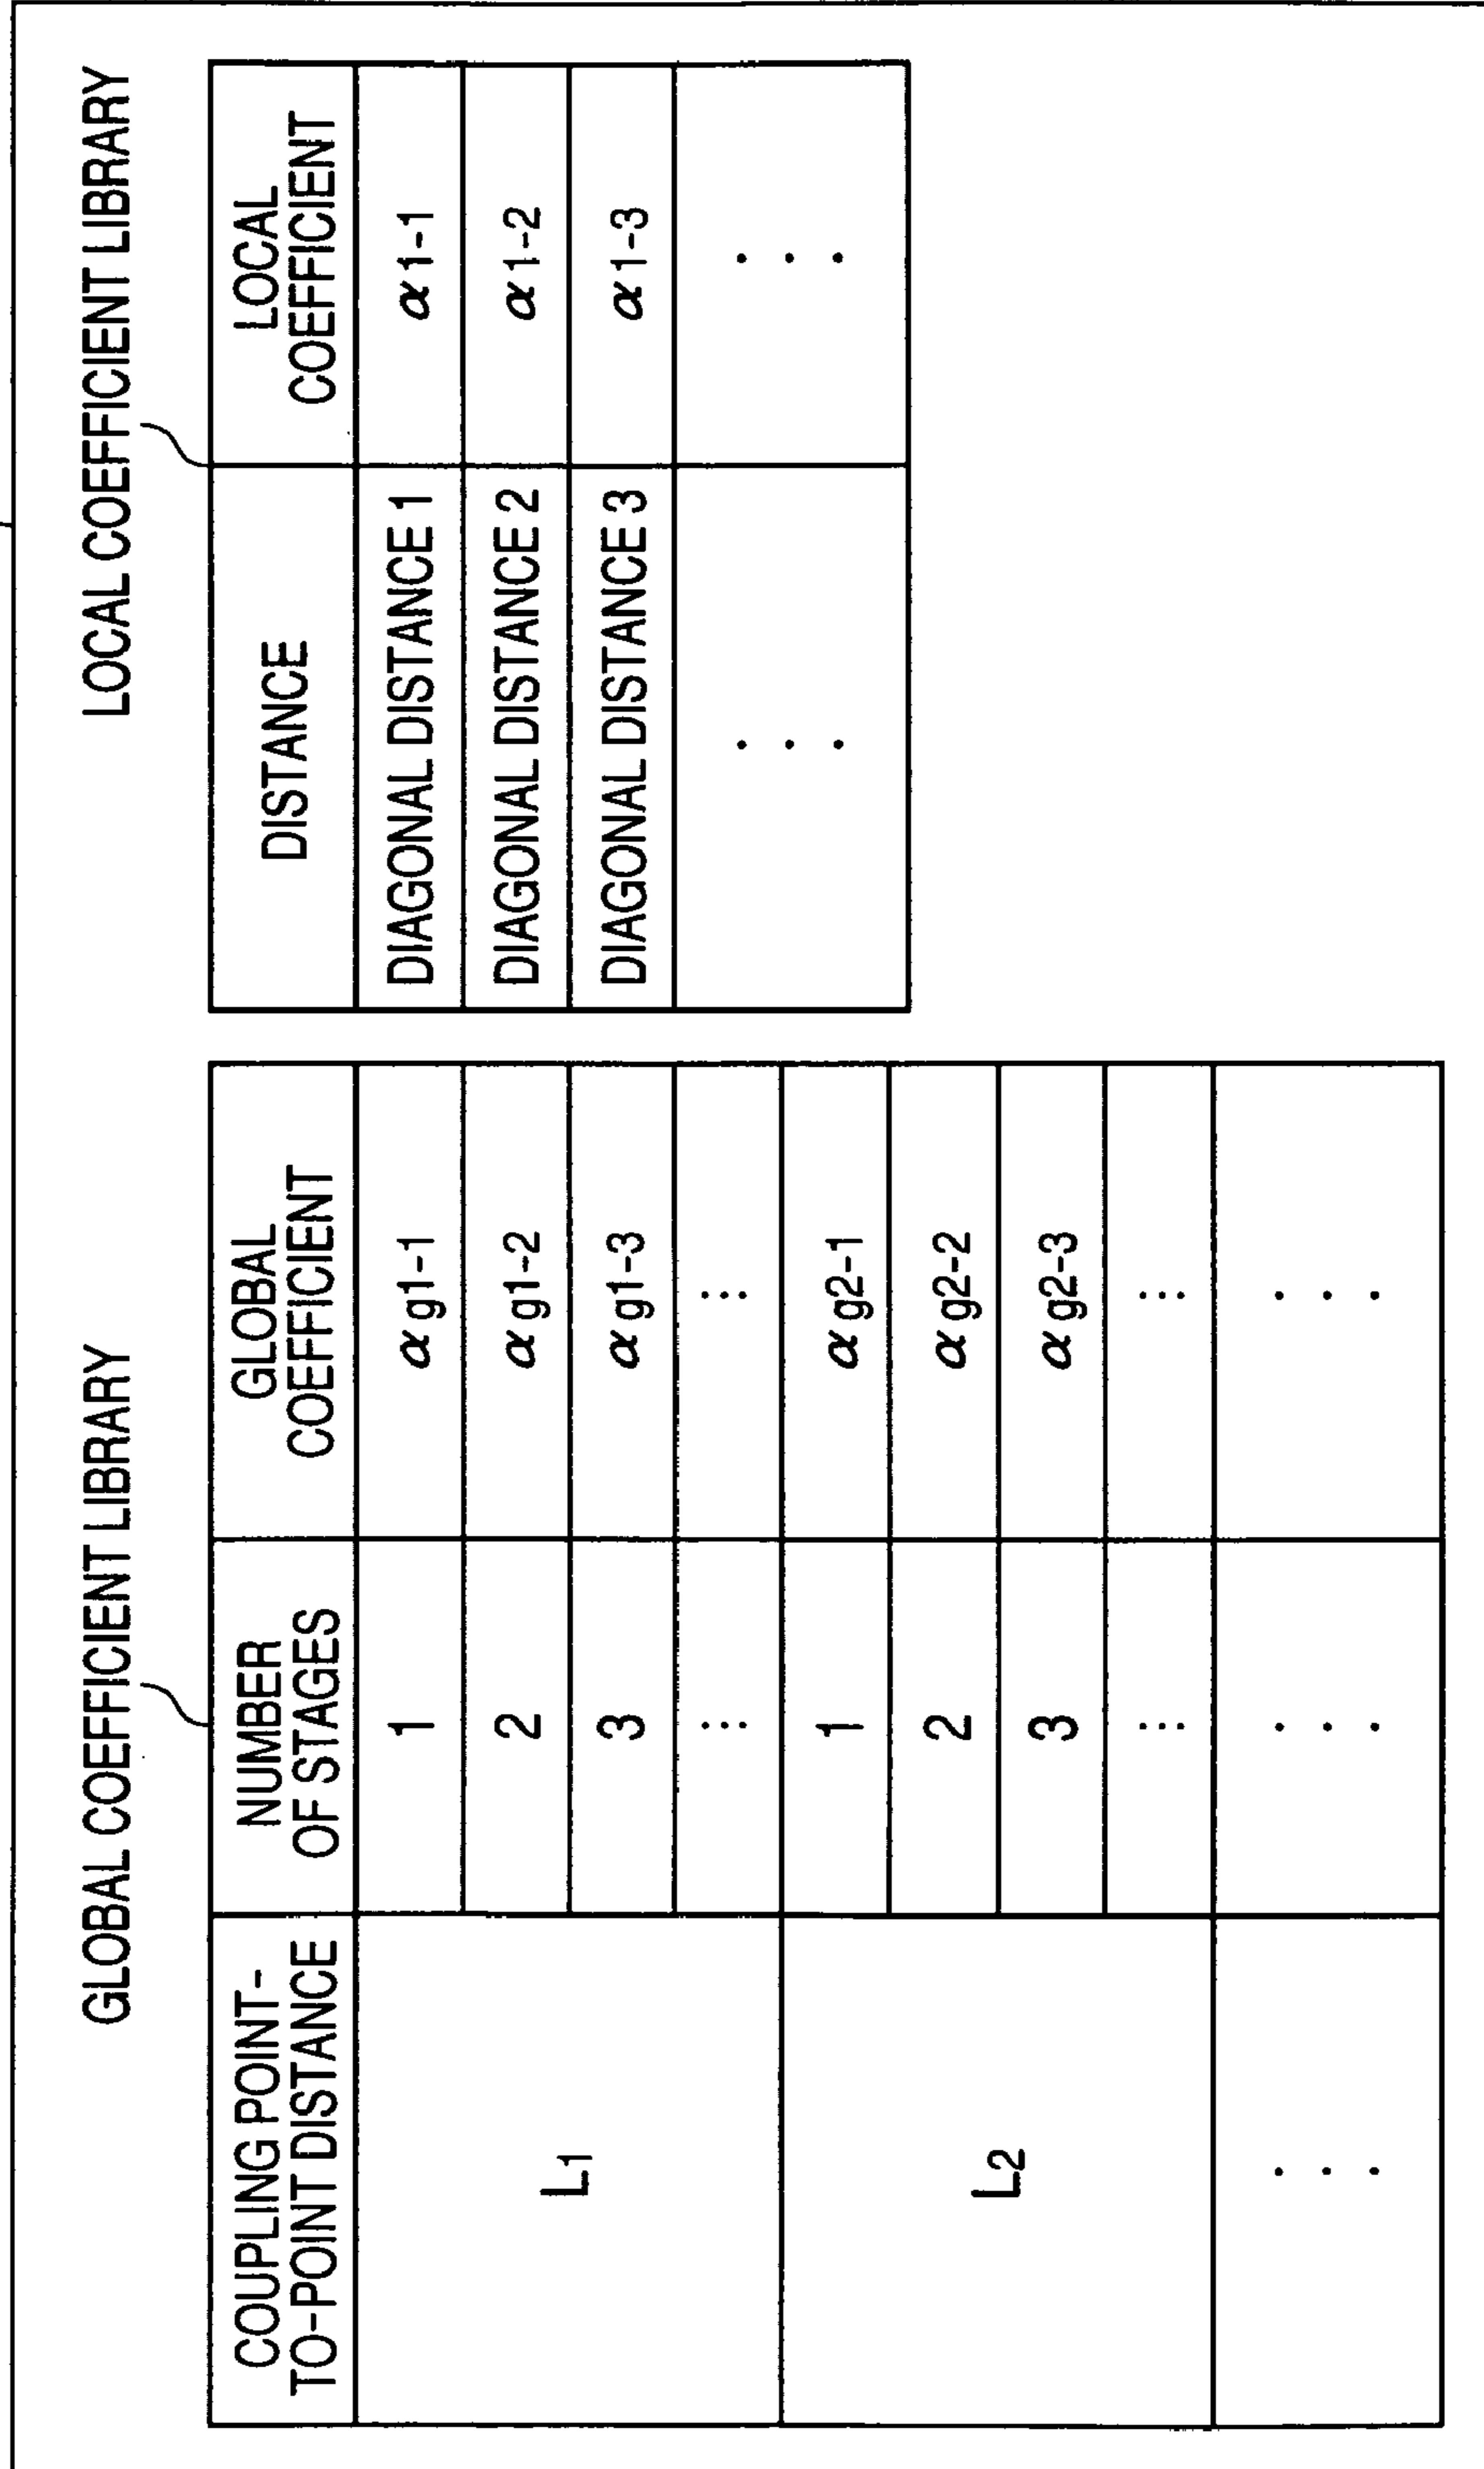 GLOBAL COEFFICIENT LIBRARY
COUPLING POINT-
TO-POINT DISTANCE
NUMBER
OF STAGES
GLOBAL
COEFFICIENT
L1
1
αg1-1
2
αg1-2
3
αg1-3
...
...
L2
1
αg2-1
2
αg2-2
3
αg2-3
...
...
...
...
...
LOCAL COEFFICIENT LIBRARY
DISTANCE
LOCAL
COEFFICIENT
DIAGONAL DISTANCE 1
α1-1
DIAGONAL DISTANCE 2
α1-2
DIAGONAL DISTANCE 3
α1-3
...
...